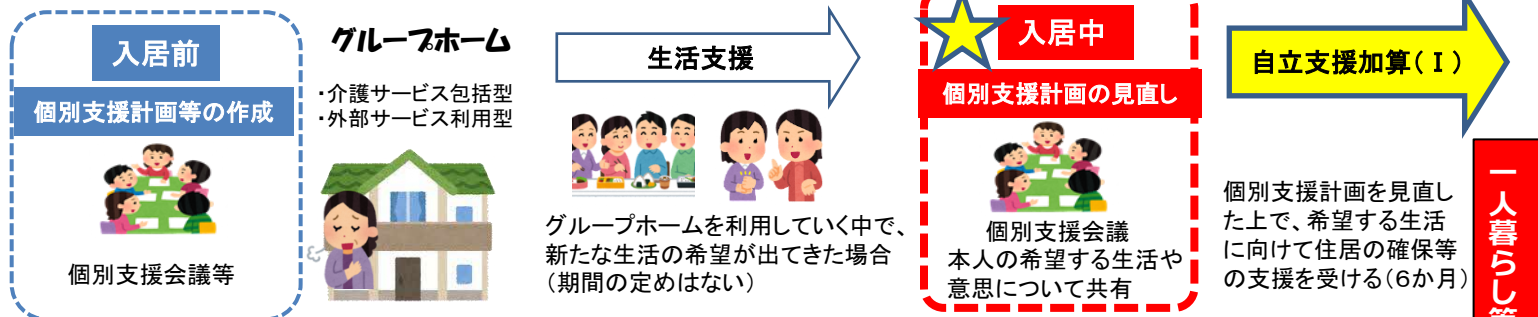 入居前
個別支援計画等の作成
個別支援会議等
グループホーム
・介護サービス包括型
・外部サービス利用型
生活支援
グループホームを利用していく中で、
新たな生活の希望が出てきた場合
（期間の定めはない）
入居中
個別支援計画の見直し
個別支援会議
本人の希望する生活や
意思について共有
自立支援加算（Ⅰ）
個別支援計画を見直し
た上で、希望する生活
に向けて住居の確保等
の支援を受ける（6か月）
一人暮らし